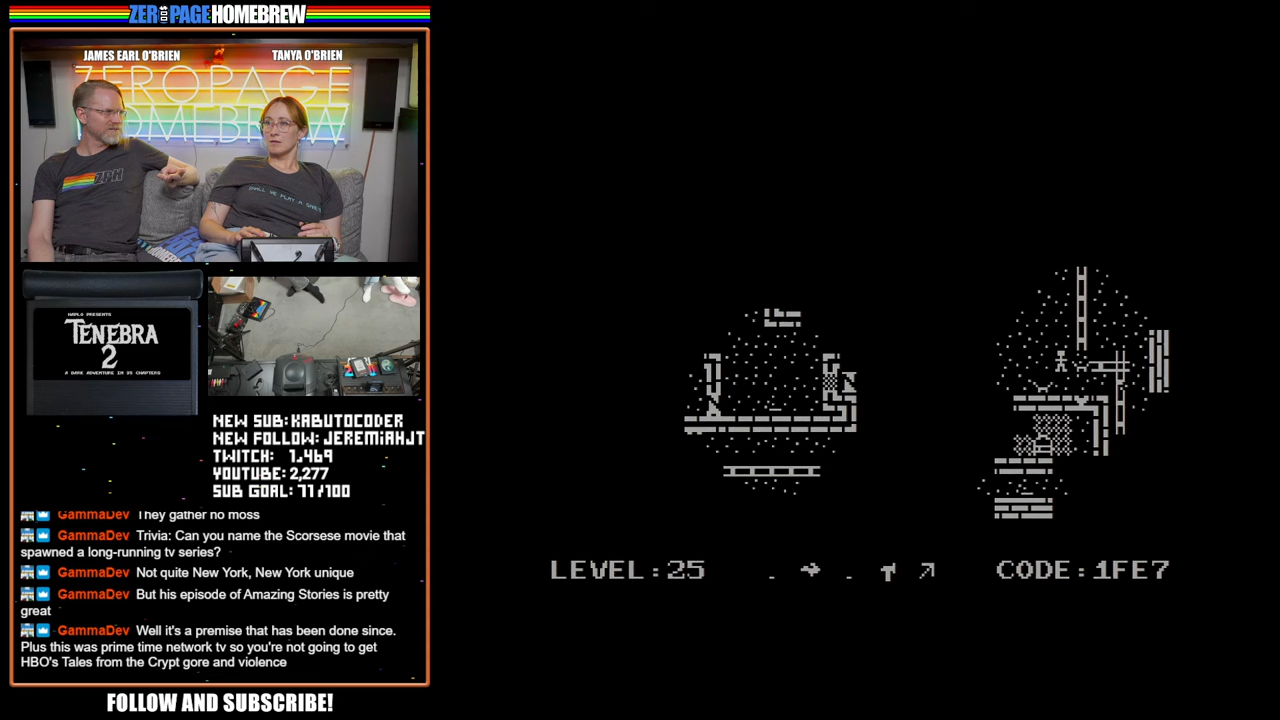 ZEROPAGE HOMEBREW
JAMES EARL O'BRIEN
TANYA O'BRIEN
ZEROPAGE
HOMEBREW
ZPH
SHALL WE PLAY A GAME?
HAPLO PRESENTS
TENEBRA
2
A DARK ADVENTURE IN 35 CHAPTERS
NEW SUB:KABUTOCODER
NEW FOLLOW:JEREMIAHJT
TWITCH: 1,469
YOUTUBE: 2,277
SUB GOAL: 71/100
GammaDev They gather no moss
GammaDev Trivia: Can you name the Scorsese movie that
spawned a long-running tv series?
GammaDev Not quite New York, New York unique
GammaDev But his episode of Amazing Stories is pretty
great
GammaDev Well it's a premise that has been done since.
Plus this was prime time network tv so you're not going to get
HBO's Tales from the Crypt gore and violence
FOLLOW AND SUBSCRIBE!
LEVEL:25
CODE:1FE7